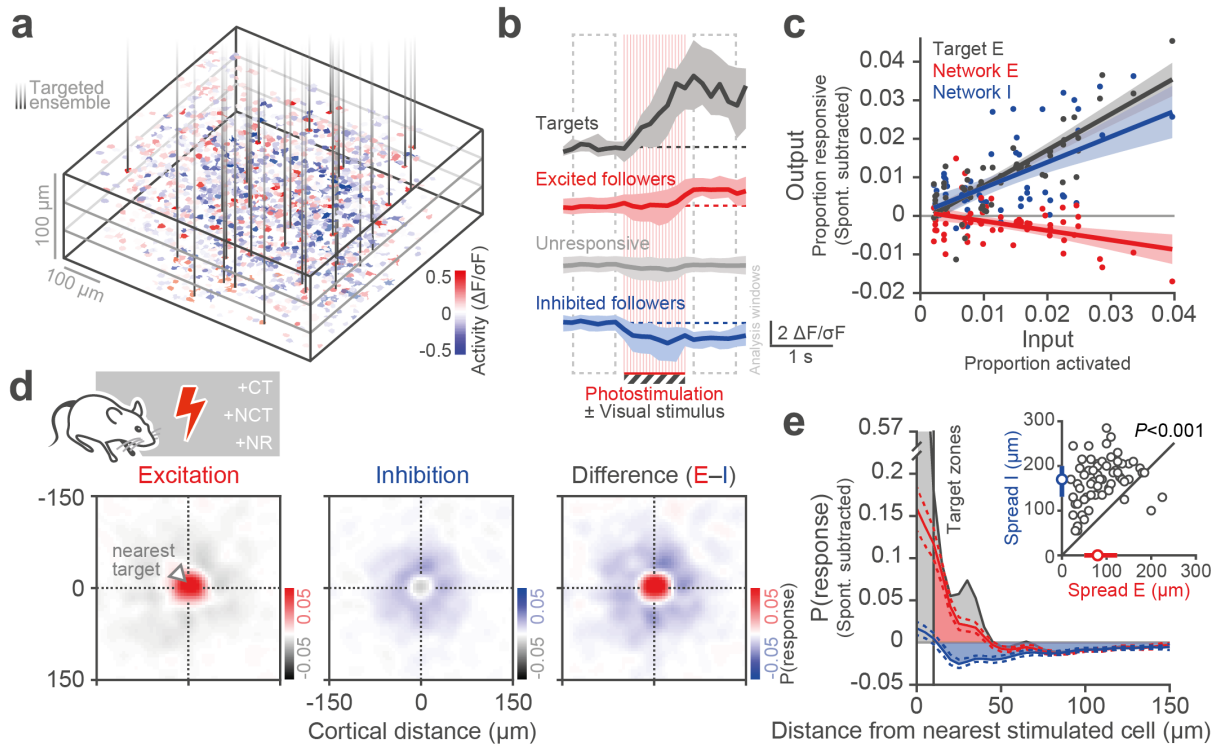 a
Targeted
ensemble
100 µm
100 µm
0.5
0
-0.5
Activity (ΔF/σF)
b
Targets
Excited followers
Unresponsive
Inhibited followers
Analysis windows
2 ΔF/σF
1 s
Photostimulation
± Visual stimulus
c
Target E
Network E
Network I
Output
Proportion responsive
(Spont. subtracted)
0.04
0.03
0.02
0.01
0
-0.01
-0.02
0
0.01
0.02
0.03
0.04
Input
Proportion activated
d
+CT
+NCT
+NR
Excitation
Inhibition
Difference (E–I)
-150
0
150
nearest
target
-0.05 0.05
-0.05 0.05
-0.05 0.05
P(response)
-150 0 150
Cortical distance (µm)
e
P(response)
(Spont. subtracted)
0.57
0.2
0.15
0.1
0.05
0
-0.05
Target zones
0 50 100 150
Distance from nearest stimulated cell (µm)
P<0.001
Spread I (µm)
300
200
100
0
0 100 200 300
Spread E (µm)